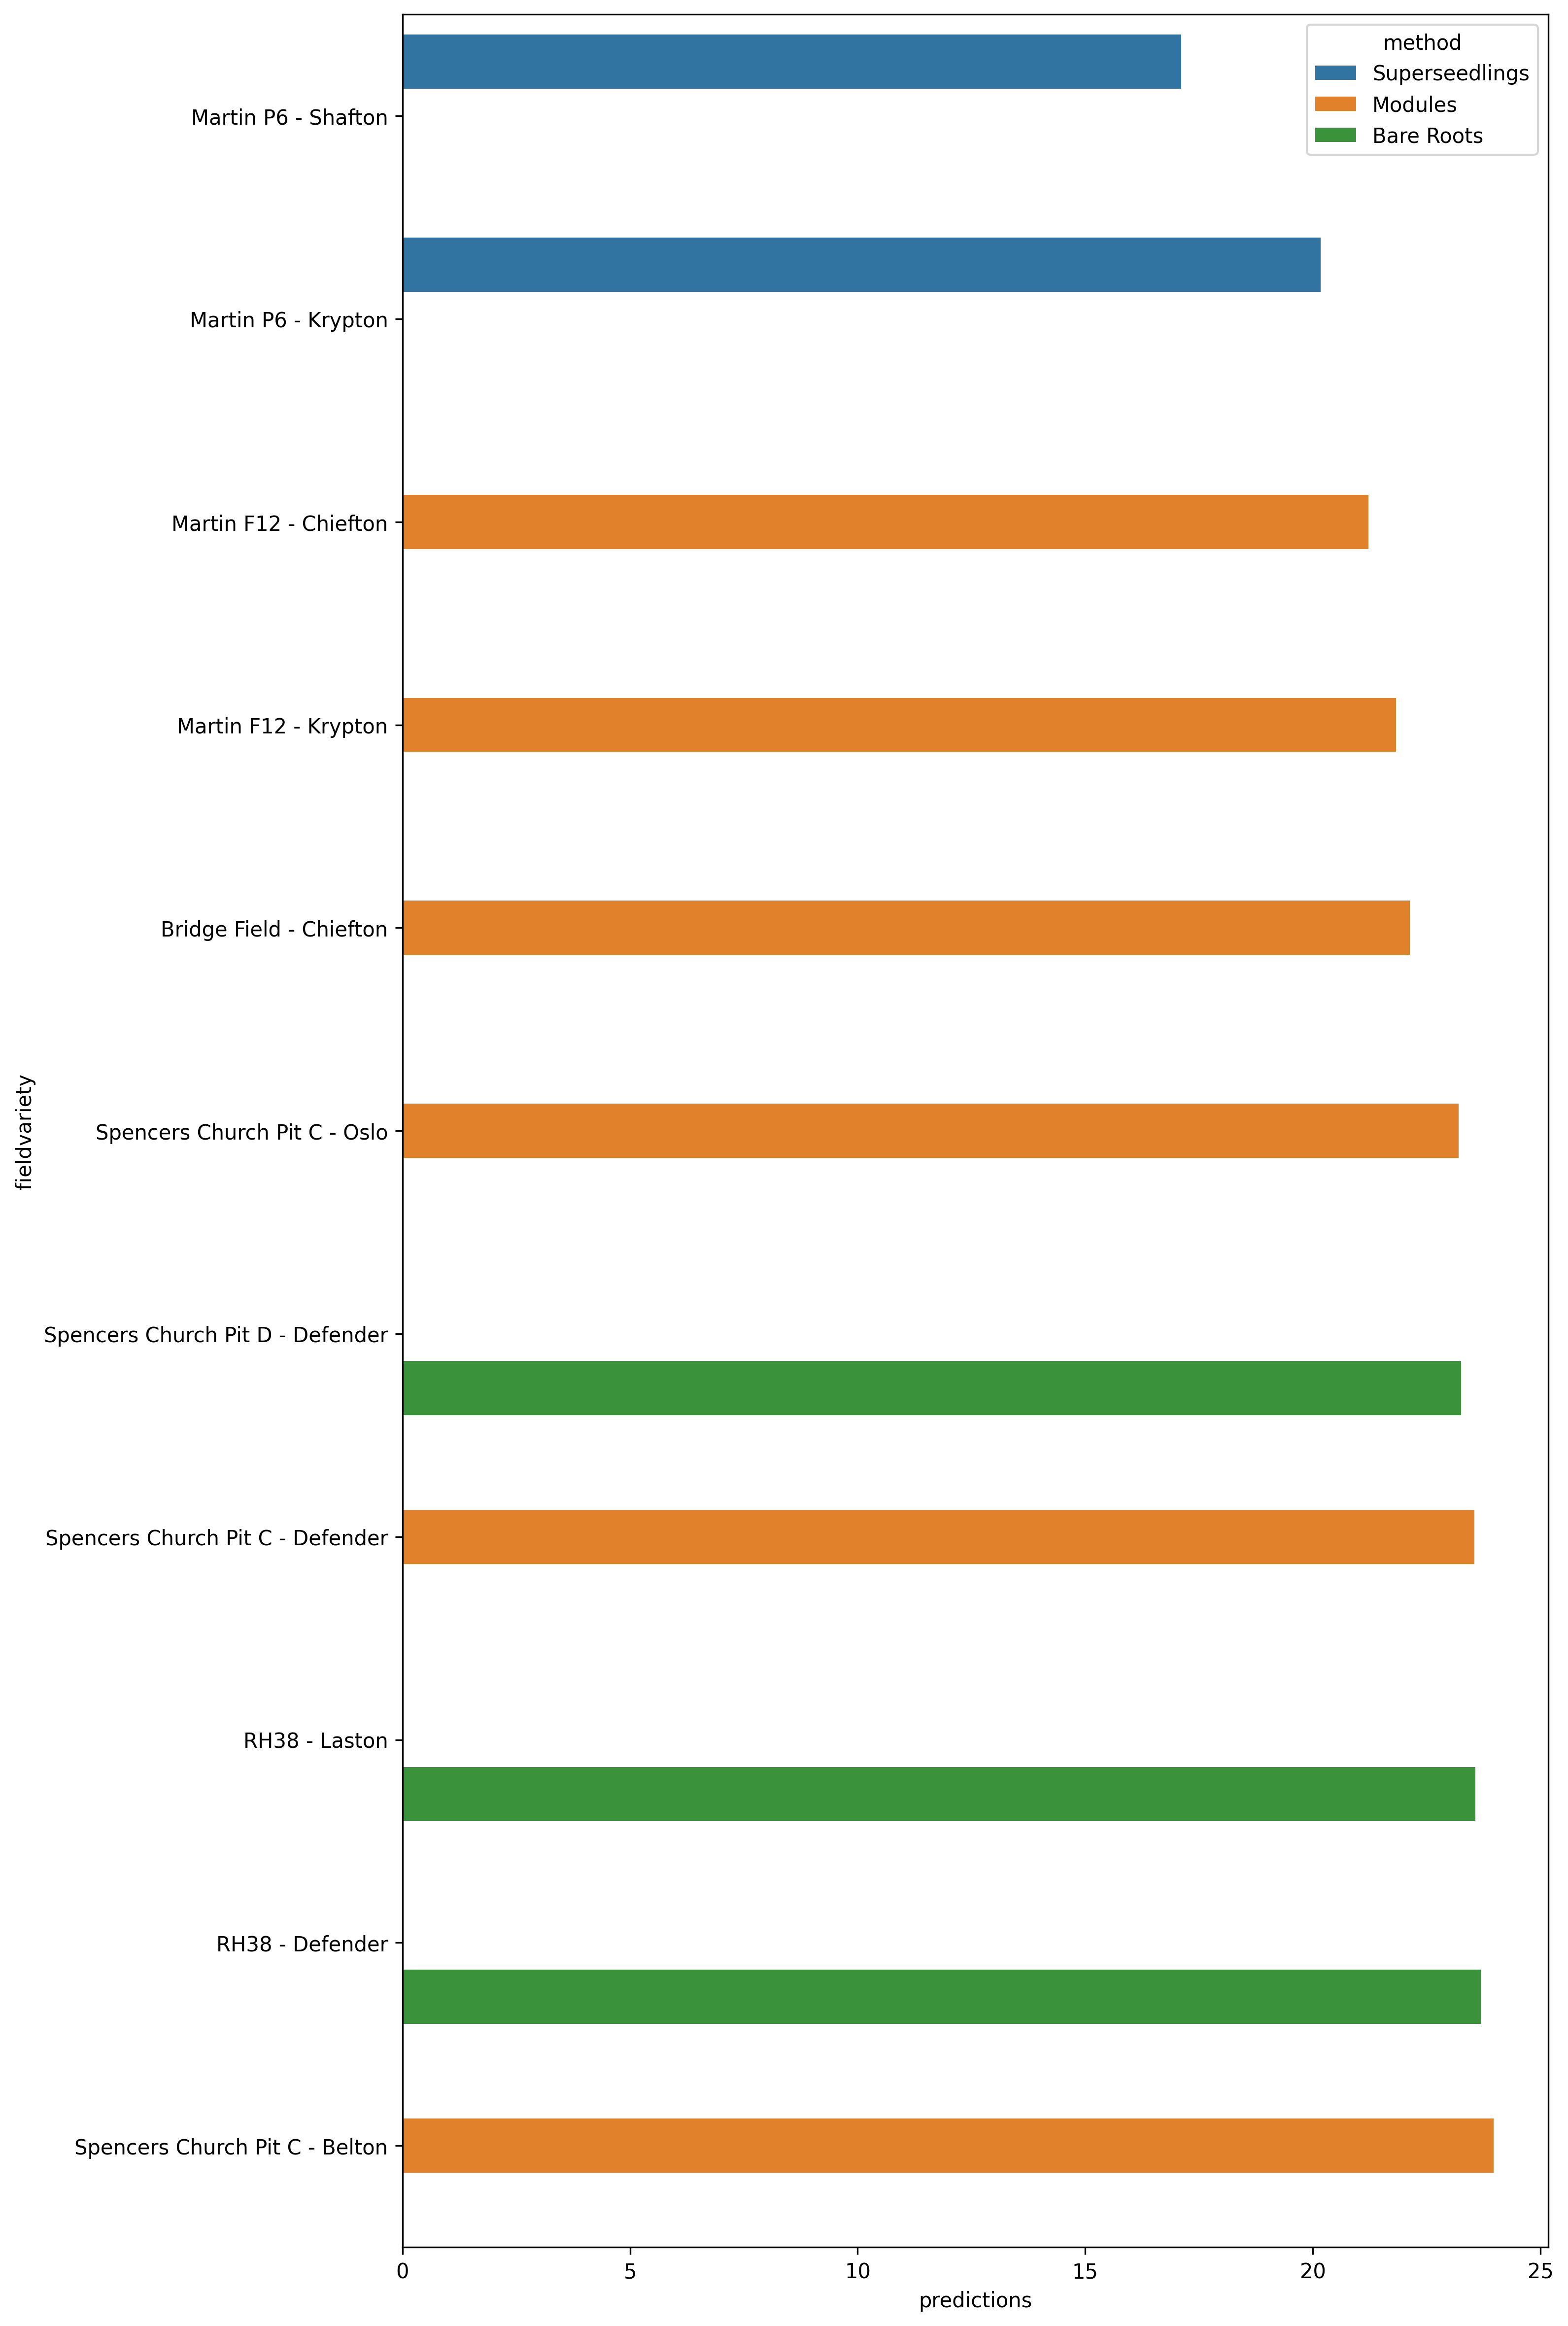 method
Superseedlings
Modules
Bare Roots
Martin P6 - Shafton
Martin P6 - Krypton
Martin F12 - Chiefton
Martin F12 - Krypton
Bridge Field - Chiefton
Spencers Church Pit C - Oslo
Spencers Church Pit D - Defender
Spencers Church Pit C - Defender
RH38 - Laston
RH38 - Defender
Spencers Church Pit C - Belton
fieldvariety
0 5 10 15 20 25
predictions